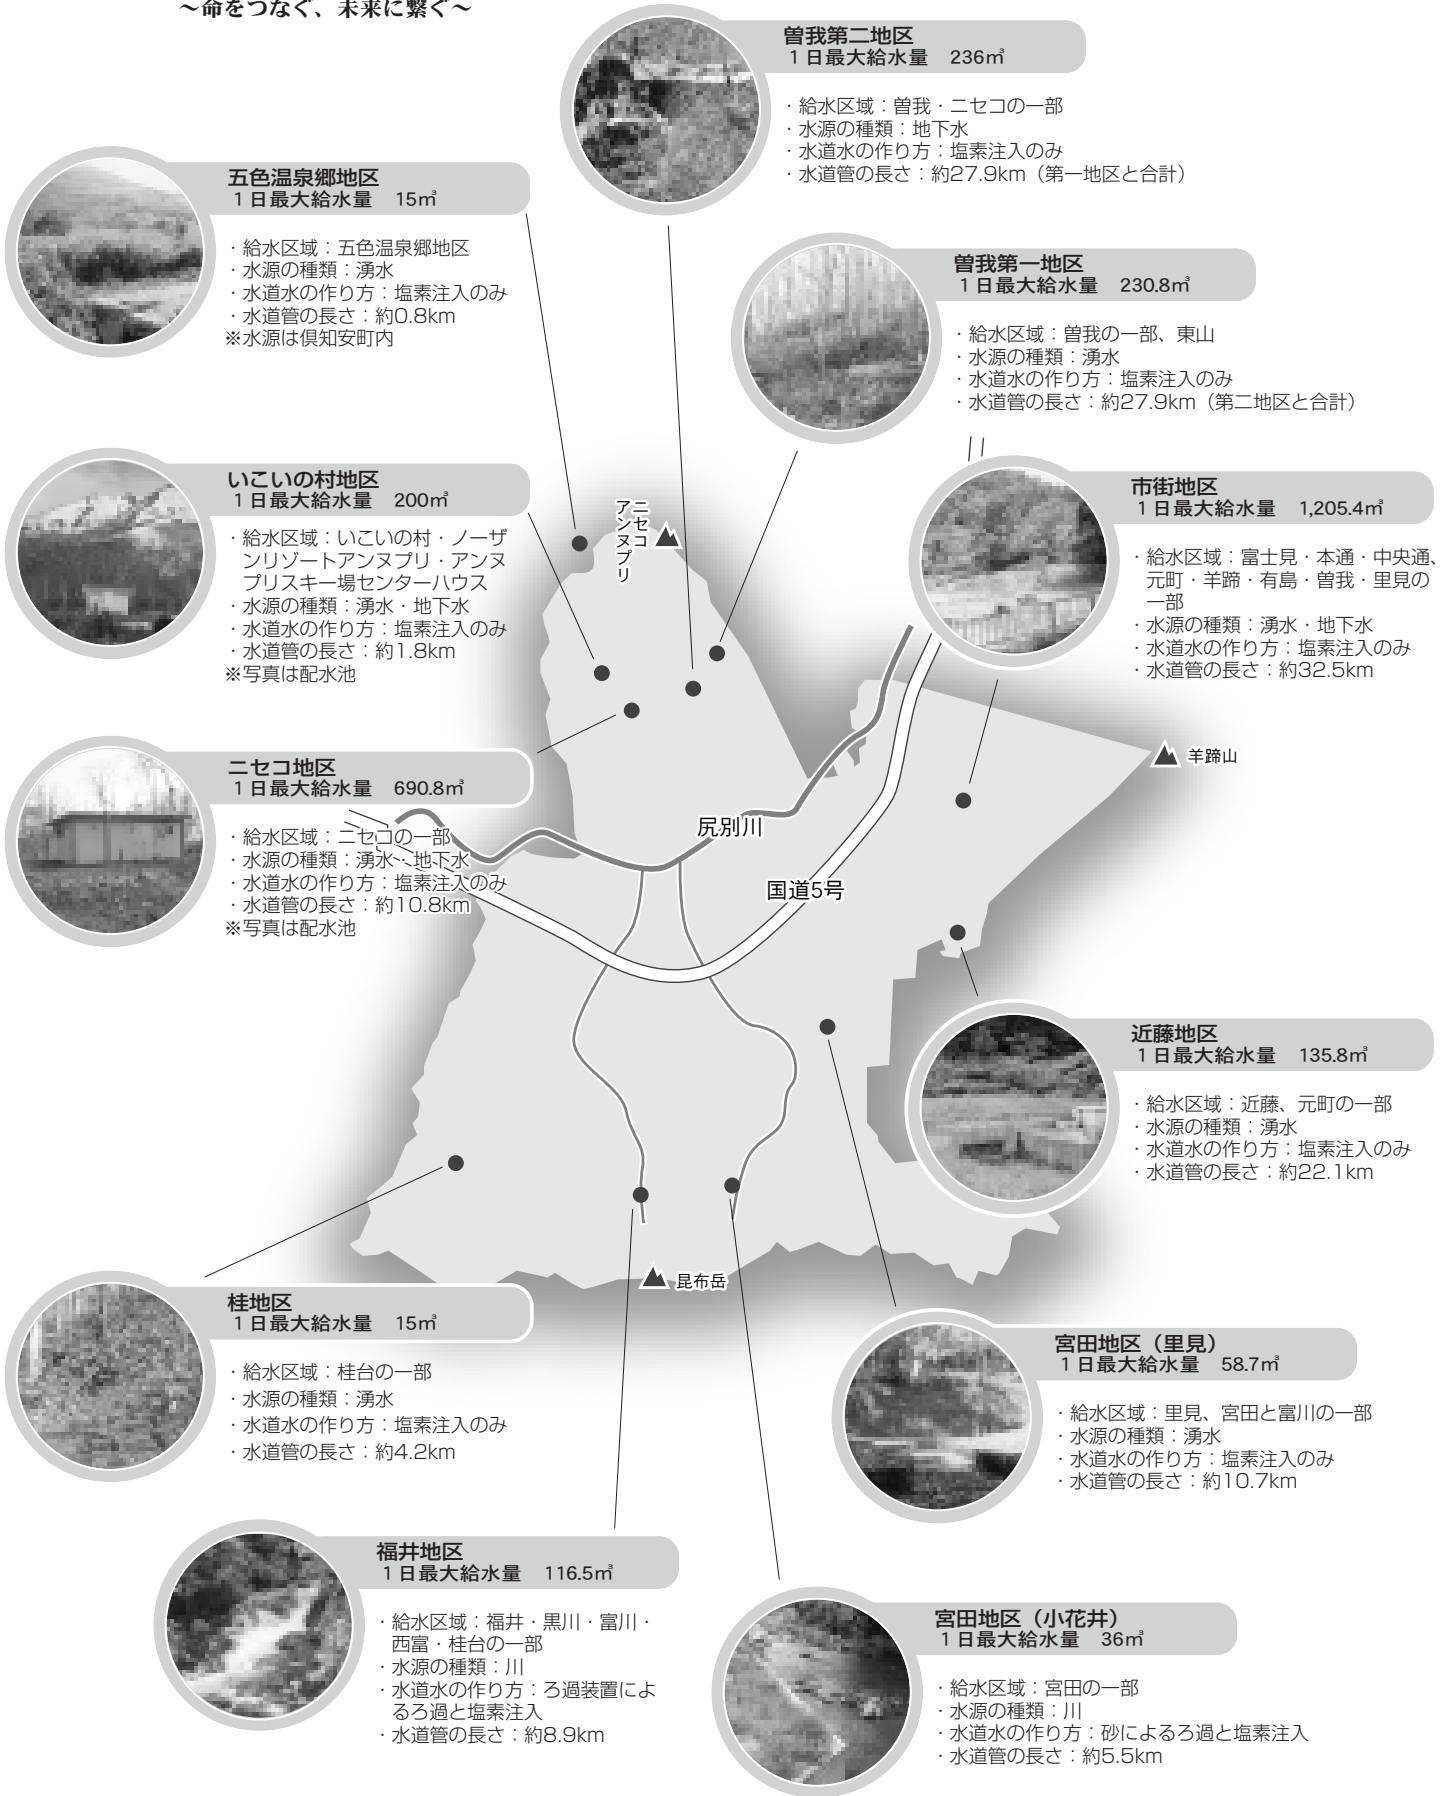 ～命をつなぐ、未来に繋ぐ～
曽我第二地区
1日最大給水量 236㎥
・給水区域：曽我・ニセコの一部
・水源の種類：地下水
・水道水の作り方：塩素注入のみ
・水道管の長さ：約27.9km（第一地区と合計）
五色温泉郷地区
1日最大給水量 15㎥
・給水区域：五色温泉郷地区
・水源の種類：湧水
・水道水の作り方：塩素注入のみ
・水道管の長さ：約0.8km
※水源は倶知安町内
曽我第一地区
1日最大給水量 230.8㎥
・給水区域：曽我の一部、東山
・水源の種類：湧水
・水道水の作り方：塩素注入のみ
・水道管の長さ：約27.9km（第二地区と合計）
いこいの村地区
1日最大給水量 200㎥
・給水区域：いこいの村・ノーザ
ンリゾートアンヌプリ・アンヌ
プリスキー場センターハウス
・水源の種類：湧水・地下水
・水道水の作り方：塩素注入のみ
・水道管の長さ：約1.8km
※写真は配水池
ニセコ
アンヌプリ
市街地区
1日最大給水量 1,205.4㎥
・給水区域：富士見・本通・中央通、
元町・羊蹄・有島・曽我・里見の
一部
・水源の種類：湧水・地下水
・水道水の作り方：塩素注入のみ
・水道管の長さ：約32.5km
羊蹄山
ニセコ地区
1日最大給水量 690.8㎥
・給水区域：ニセコの一部
・水源の種類：湧水・地下水
・水道水の作り方：塩素注入のみ
・水道管の長さ：約10.8km
※写真は配水池
尻別川
国道5号
近藤地区
1日最大給水量 135.8㎥
・給水区域：近藤、元町の一部
・水源の種類：湧水
・水道水の作り方：塩素注入のみ
・水道管の長さ：約22.1km
昆布岳
桂地区
1日最大給水量 15㎥
・給水区域：桂台の一部
・水源の種類：湧水
・水道水の作り方：塩素注入のみ
・水道管の長さ：約4.2km
宮田地区（里見）
1日最大給水量 58.7㎥
・給水区域：里見、宮田と富川の一部
・水源の種類：湧水
・水道水の作り方：塩素注入のみ
・水道管の長さ：約10.7km
福井地区
1日最大給水量 116.5㎥
・給水区域：福井・黒川・富川・
西富・桂台の一部
・水源の種類：川
・水道水の作り方：ろ過装置によ
るろ過と塩素注入
・水道管の長さ：約8.9km
宮田地区（小花井）
1日最大給水量 36㎥
・給水区域：宮田の一部
・水源の種類：川
・水道水の作り方：砂によるろ過と塩素注入
・水道管の長さ：約5.5km